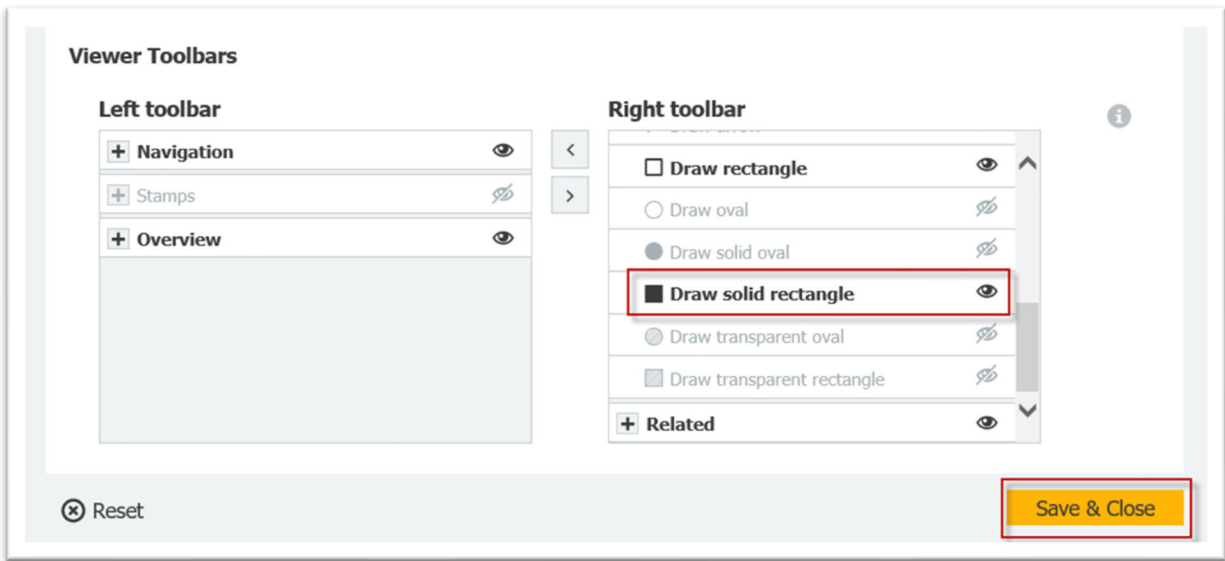 Viewer Toolbars
Left toolbar
Navigation
Stamps
Overview
Right toolbar
Draw rectangle
Draw oval
Draw solid oval
Draw solid rectangle
Draw transparent oval
Draw transparent rectangle
Related
Reset
Save & Close